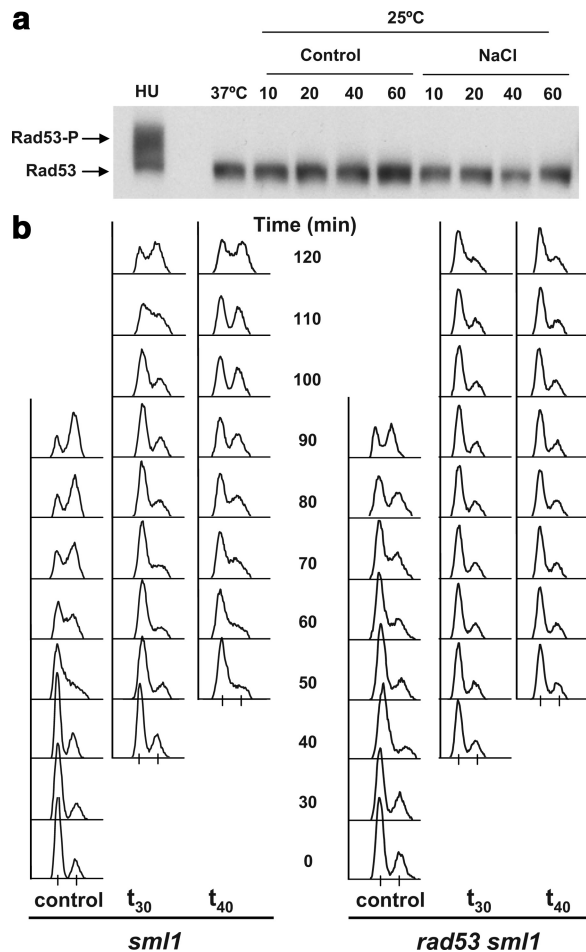 a
25ºC
Control NaCl
HU 37ºC 10 20 40 60 10 20 40 60
Rad53-P
Rad53
b
Time (min)
120
110
100
90
80
70
60
50
40
30
0
control t30 t40 control t30 t40
sml1 rad53 sml1